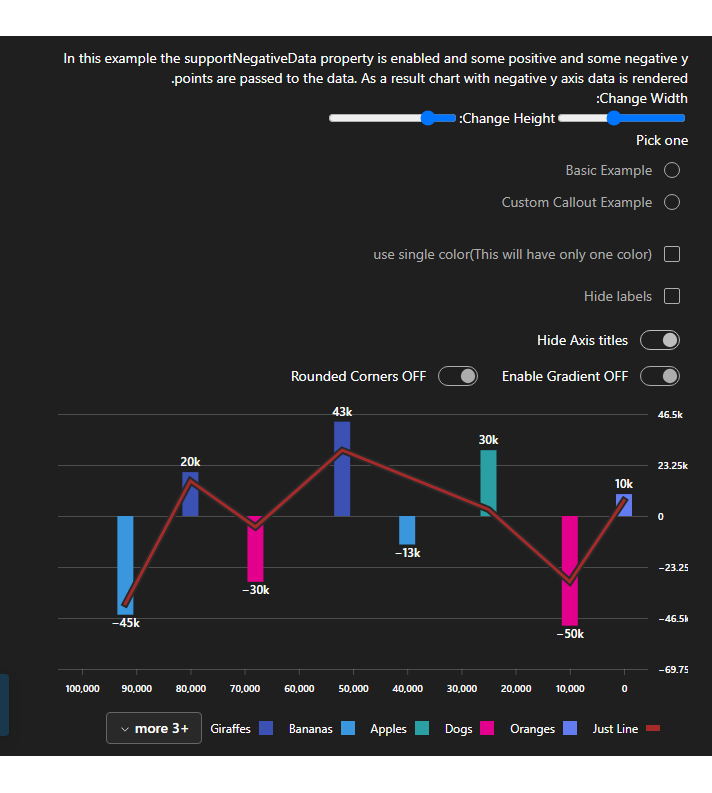 In this example the supportNegativeData property is enabled and some positive and some negative y
.points are passed to the data. As a result chart with negative y axis data is rendered
:Change Width
:Change Height
Pick one
Basic Example
Custom Callout Example
use single color(This will have only one color)
Hide labels
Hide Axis titles
Rounded Corners OFF
Enable Gradient OFF
43k
46.5k
30k
20k
23.25k
10k
0
−13k
−23.25
−30k
−45k
−46.5k
−50k
−69.75
100,000 90,000 80,000 70,000 60,000 50,000 40,000 30,000 20,000 10,000 0
more 3+ Giraffes Bananas Apples Dogs Oranges Just Line